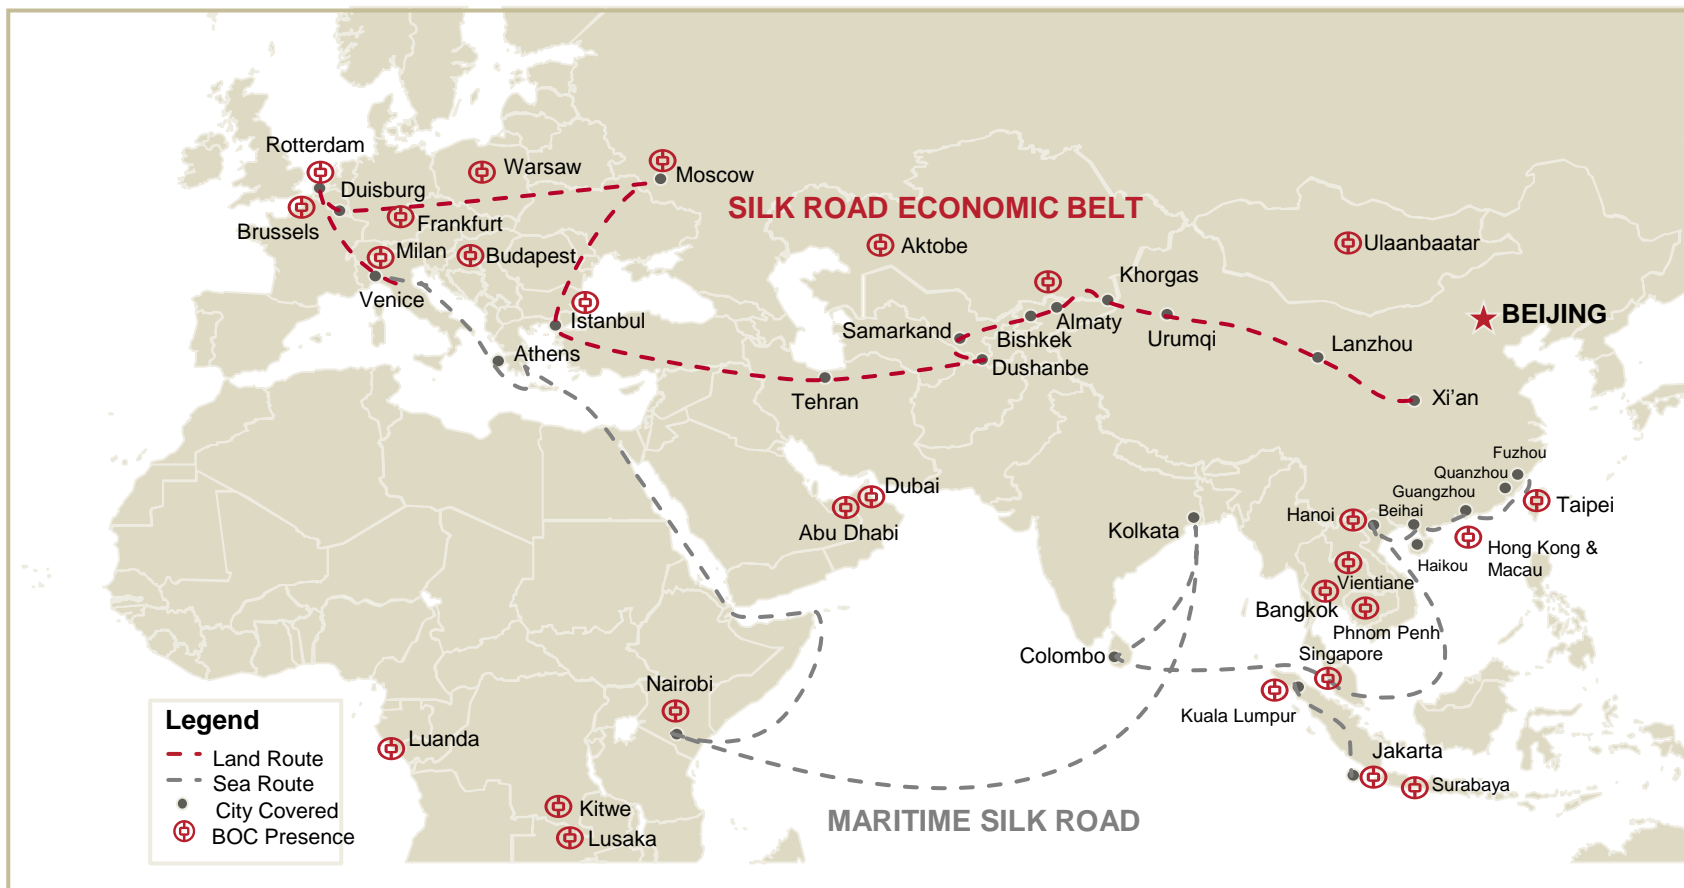 Rotterdam
Warsaw
Moscow
Duisburg
SILK ROAD ECONOMIC BELT
Frankfurt
Brussels
Milan
Budapest
Aktobe
Ulaanbaatar
Venice
Khorgas
Istanbul
Almaty
BEIJING
Samarkand
Bishkek
Urumqi
Lanzhou
Athens
Dushanbe
Tehran
Xi’an
Fuzhou
Quanzhou
Guangzhou
Dubai
Taipei
Abu Dhabi
Kolkata
Hanoi
Beihai
Hong Kong &
Macau
Haikou
Vientiane
Bangkok
Phnom Penh
Colombo
Singapore
Nairobi
Kuala Lumpur
Luanda
Jakarta
Surabaya
Kitwe
Lusaka
MARITIME SILK ROAD
Legend
Land Route
Sea Route
City Covered
BOC Presence